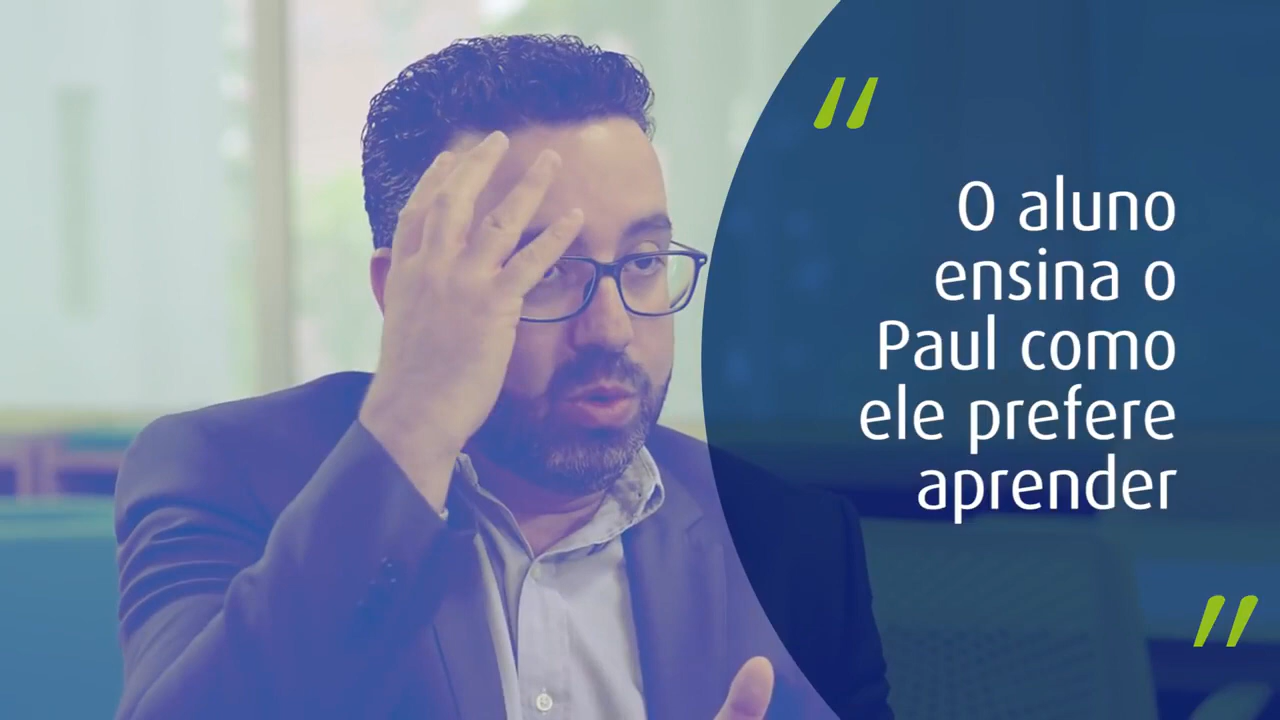 O aluno
ensina o
Paul como
ele prefere
aprender